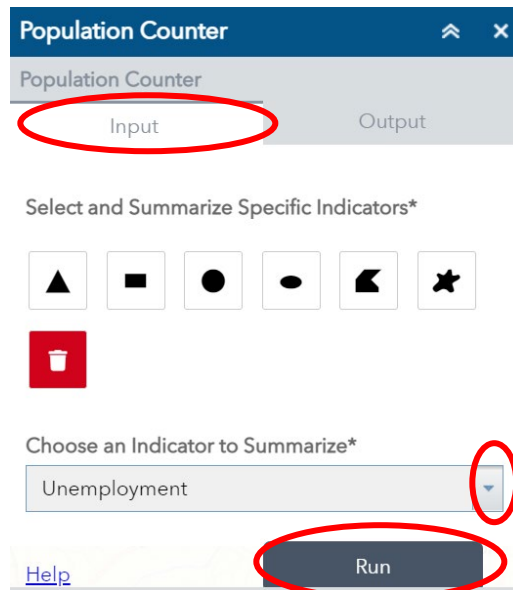 Population Counter
Population Counter
Input
Output
Select and Summarize Specific Indicators*
Choose an Indicator to Summarize*
Unemployment
Help
Run